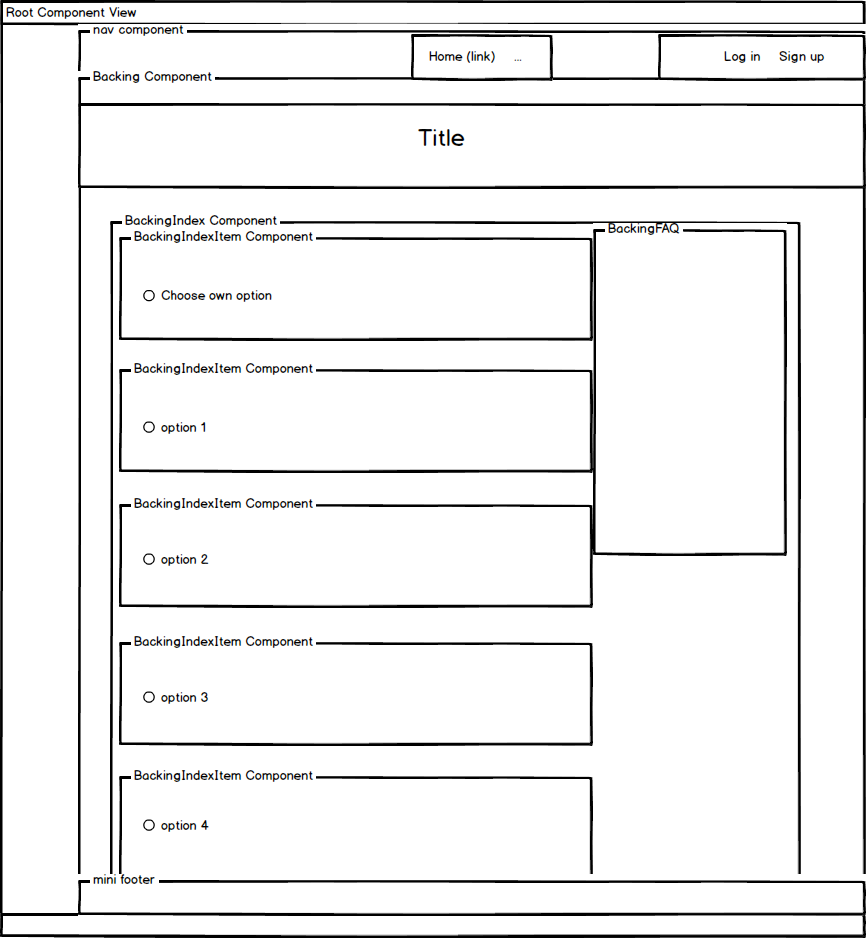 Root Component View
nav component
Home (link) ...
Log in Sign up
Backing Component
Title
BackingIndex Component
BackingIndexItem Component
BackingFAQ
Choose own option
BackingIndexItem Component
option 1
BackingIndexItem Component
option 2
BackingIndexItem Component
option 3
BackingIndexItem Component
option 4
mini footer